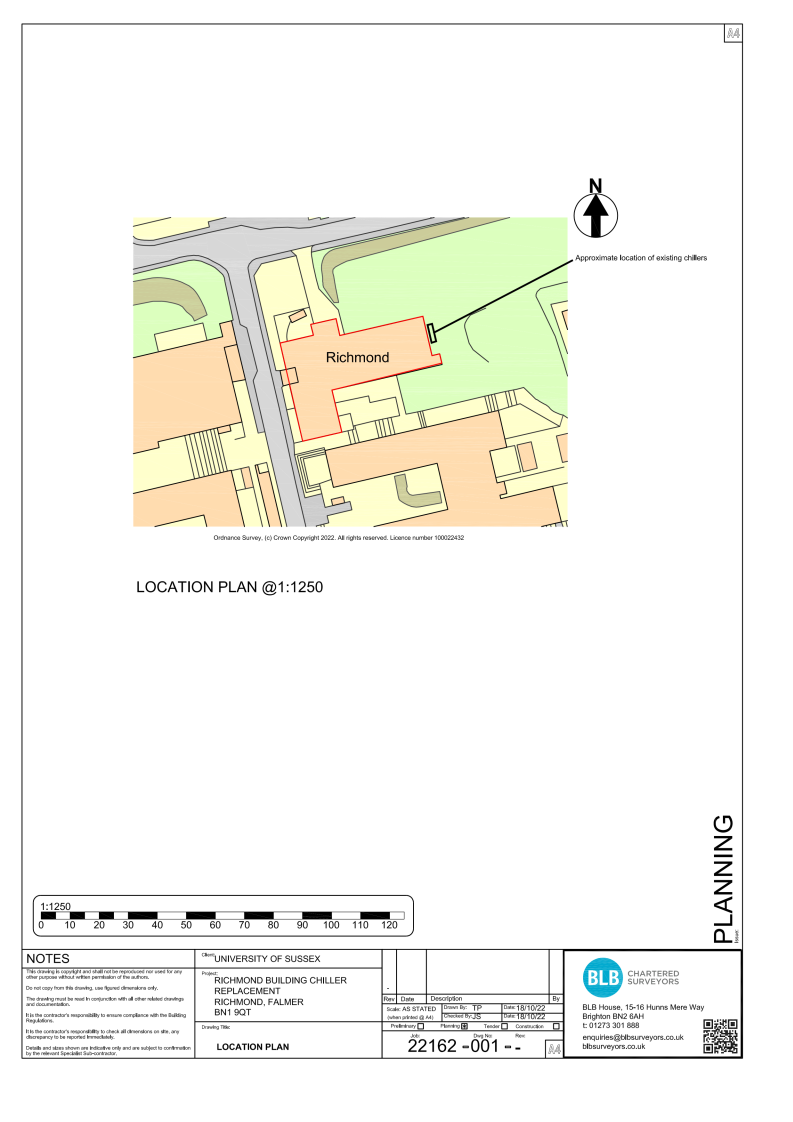 A4
N
Approximate location of existing chillers
Richmond
Ordnance Survey, (c) Crown Copyright 2022. All rights reserved. Licence number 100022432
LOCATION PLAN @1:1250
PLANNING
Issue:
1:1250
0 10 20 30 40 50 60 70 80 90 100 110 120
NOTES
This drawing is copyright and shall not be reproduced nor used for any
other purpose without written permission of the authors.
Do not copy from this drawing, use figured dimensions only.
The drawing must be read in conjunction with all other related drawings
and documentation.
It is the contractor's responsibility to ensure compliance with the Building
Regulations.
It is the contractor's responsibility to check all dimensions on site, any
discrepancy to be reported immediately.
Details and sizes shown are indicative only and are subject to confirmation
by the relevant Specialist Sub-contractor.
Client: UNIVERSITY OF SUSSEX
Project:
RICHMOND BUILDING CHILLER
REPLACEMENT
RICHMOND, FALMER
BN1 9QT
Drawing Title:
LOCATION PLAN
-
Rev Date Description By
Scale: AS STATED
(when printed @ A4)
Drawn By: TP Date: 18/10/22
Checked By: JS Date: 18/10/22
Preliminary Planning Tender Construction
Job: Dwg No: Rev:
22162 - 001 - -
A4
BLB CHARTERED
SURVEYORS
BLB House, 15-16 Hunns Mere Way
Brighton BN2 6AH
t: 01273 301 888
enquiries@blbsurveyors.co.uk
blbsurveyors.co.uk